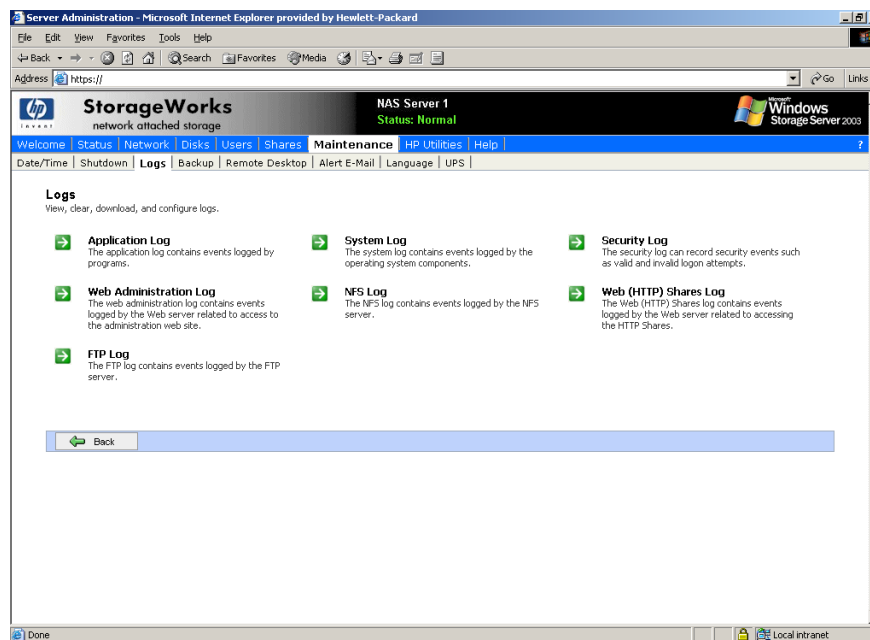 Server Administration - Microsoft Internet Explorer provided by Hewlett-Packard
File Edit View Favorites Tools Help
Back Search Favorites Media
Address https:// Go Links
hp
invent
StorageWorks
network attached storage
NAS Server 1
Status: Normal
Microsoft
Windows
Storage Server 2003
Welcome Status Network Disks Users Shares Maintenance HP Utilities Help ?
Date/Time Shutdown Logs Backup Remote Desktop Alert E-Mail Language UPS
Logs
View, clear, download, and configure logs.
Application Log
The application log contains events logged by
programs.
System Log
The system log contains events logged by the
operating system components.
Security Log
The security log can record security events such
as valid and invalid logon attempts.
Web Administration Log
The web administration log contains events
logged by the Web server related to access to
the administration web site.
NFS Log
The NFS log contains events logged by the NFS
server.
Web (HTTP) Shares Log
The Web (HTTP) Shares log contains events
logged by the Web server related to accessing
the HTTP Shares.
FTP Log
The FTP log contains events logged by the FTP
server.
Back
Done
Local intranet